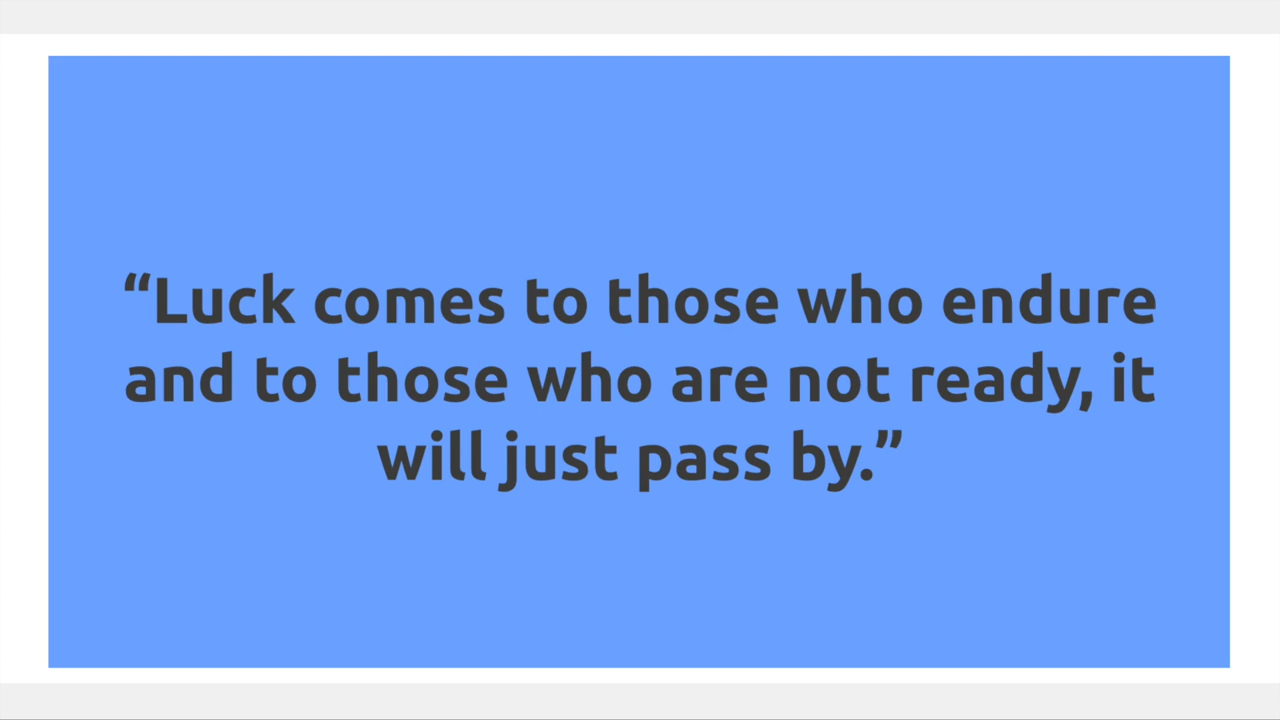 “Luck comes to those who endure
and to those who are not ready, it
will just pass by.”